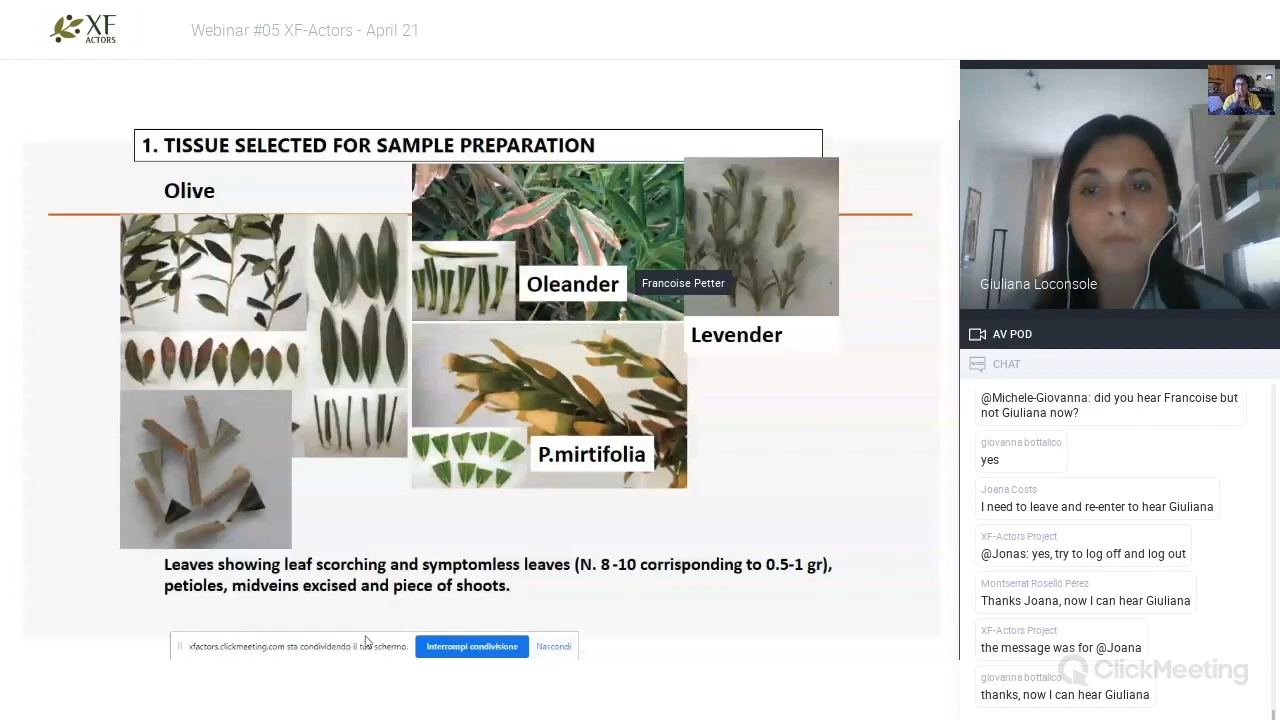 XF
ACTORS
Webinar #05 XF-Actors - April 21
1. TISSUE SELECTED FOR SAMPLE PREPARATION
Olive
Oleander
Francoise Petter
Levender
P.mirtifolia
Leaves showing leaf scorching and symptomless leaves (N. 8 -10 corrisponding to 0.5-1 gr),
petioles, midveins excised and piece of shoots.
xfactors.clickmeeting.com sta condividendo il tuo schermo.
Interrompi condivisione
Nascondi
Giuliana Loconsole
AV POD
CHAT
@Michele-Giovanna: did you hear Francoise but
not Giuliana now?
giovanna bottalico
yes
Joana Costs
I need to leave and re-enter to hear Giuliana
XF-Actors Project
@Jonas: yes, try to log off and log out
Montserrat Roselló Pérez
Thanks Joana, now I can hear Giuliana
XF-Actors Project
the message was for @Joana
giovanna bottalico
thanks, now I can hear Giuliana
ClickMeeting